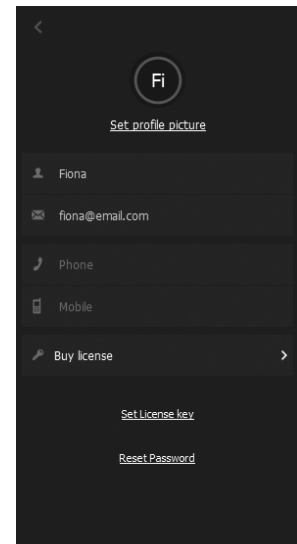 Fi
Set profile picture
Fiona
fiona@email.com
Phone
Mobile
Buy license
Set License key
Reset Password